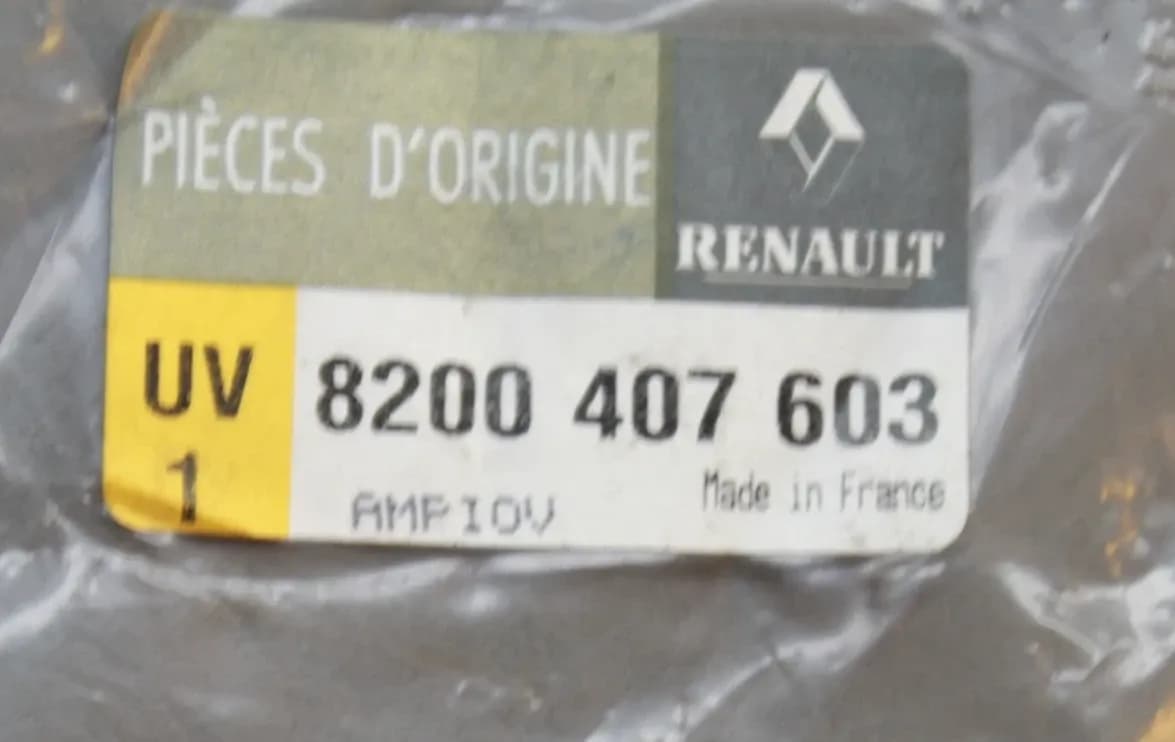 PIÈCES D'ORIGINE
RENAULT
UV
1
8200 407 603
AMPIOV
Made in France